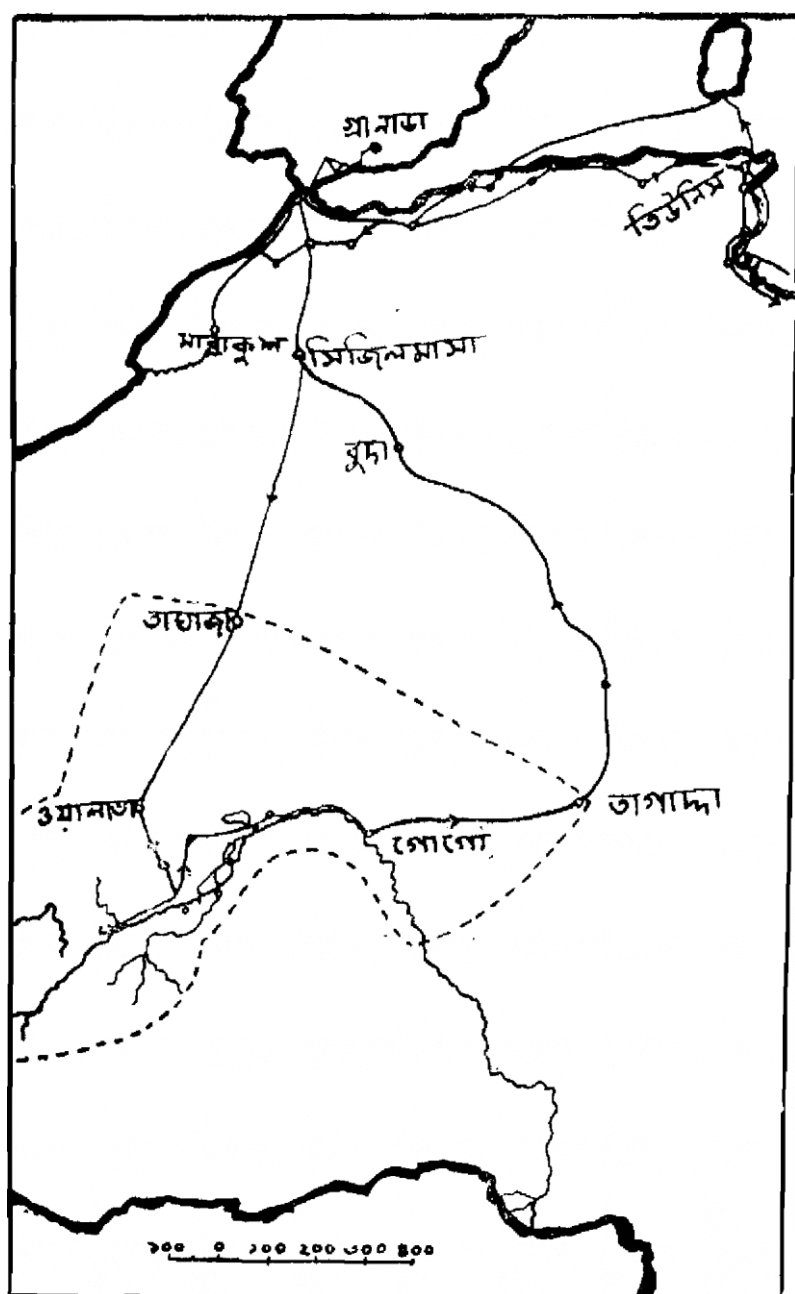 গ্রানাডা
তিউনিস
মারাকুশ
সিজিলমাসা
বুদা
তাঘাজা
ওয়ালাতা
তাগাদ্দা
গোগো
১০০ ০ ১০০ ২০০ ৩০০ ৪০০